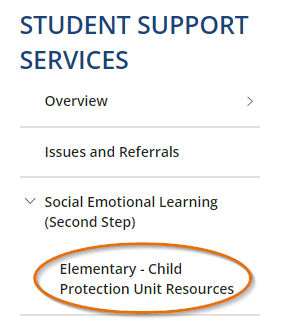 STUDENT SUPPORT
SERVICES
Overview
Issues and Referrals
Social Emotional Learning
(Second Step)
Elementary - Child
Protection Unit Resources